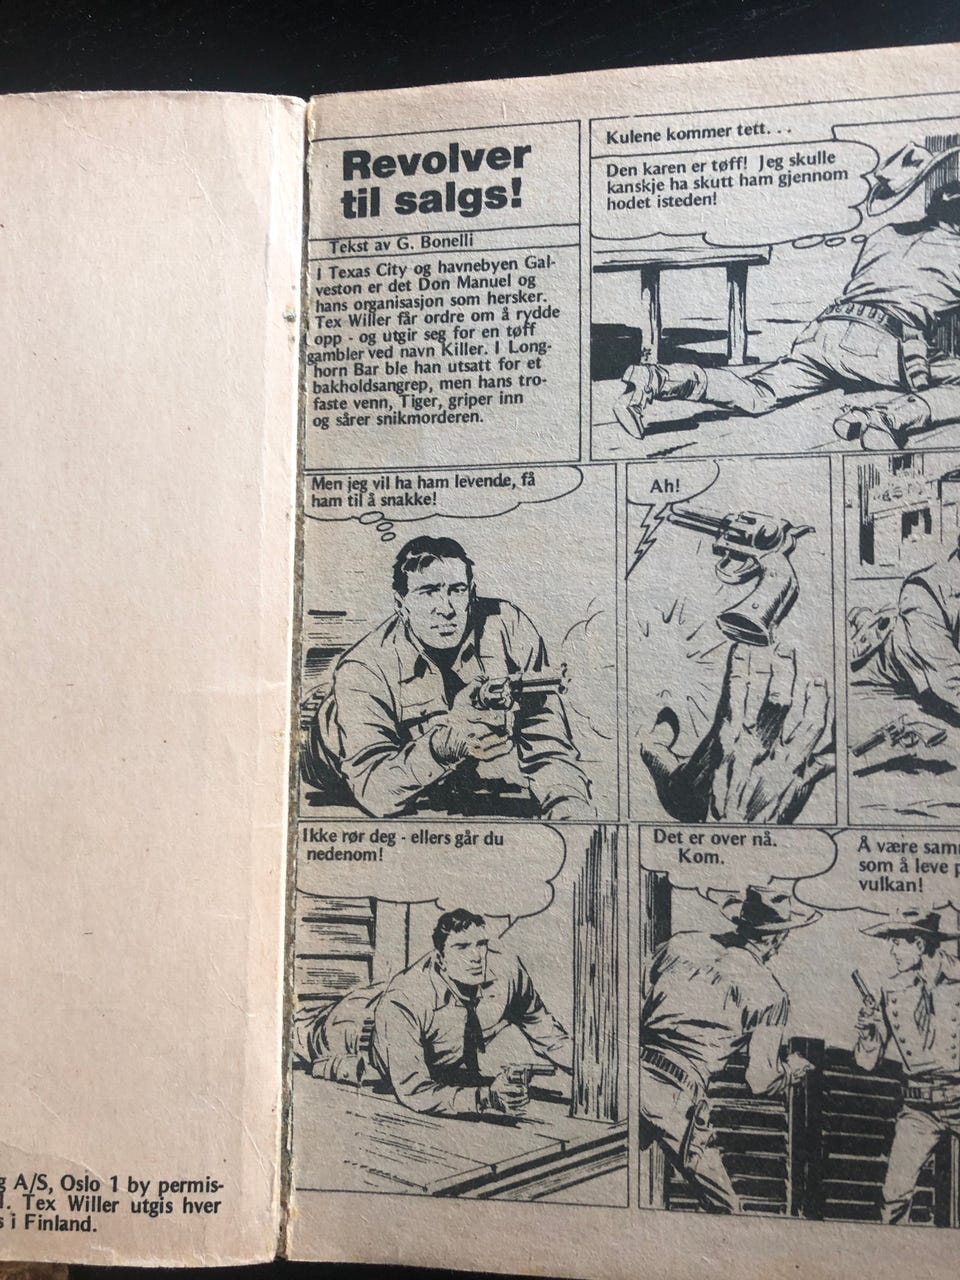 A/S, Oslo 1 by permis-
Tex Willer utgis hver
i Finland.
Revolver
til salgs!
Tekst av G. Bonelli
I Texas City og havnebyen Gal-
veston er det Don Manuel og
hans organisasjon som hersker.
Tex Willer får ordre om å rydde
opp - og utgir seg for en tøff
gambler ved navn Killer. I Long-
horn Bar ble han utsatt for et
bakholdsangrep, men hans tro-
faste venn, Tiger, griper inn
og sårer snikmorderen.
Kulene kommer tett. . .
Den karen er tøff! Jeg skulle
kanskje ha skutt ham gjennom
hodet isteden!
Men jeg vil ha ham levende, få
ham til å snakke!
Ah!
Ikke rør deg - ellers går du
nedenom!
Det er over nå.
Kom.
Å være
som å leve
vulkan!